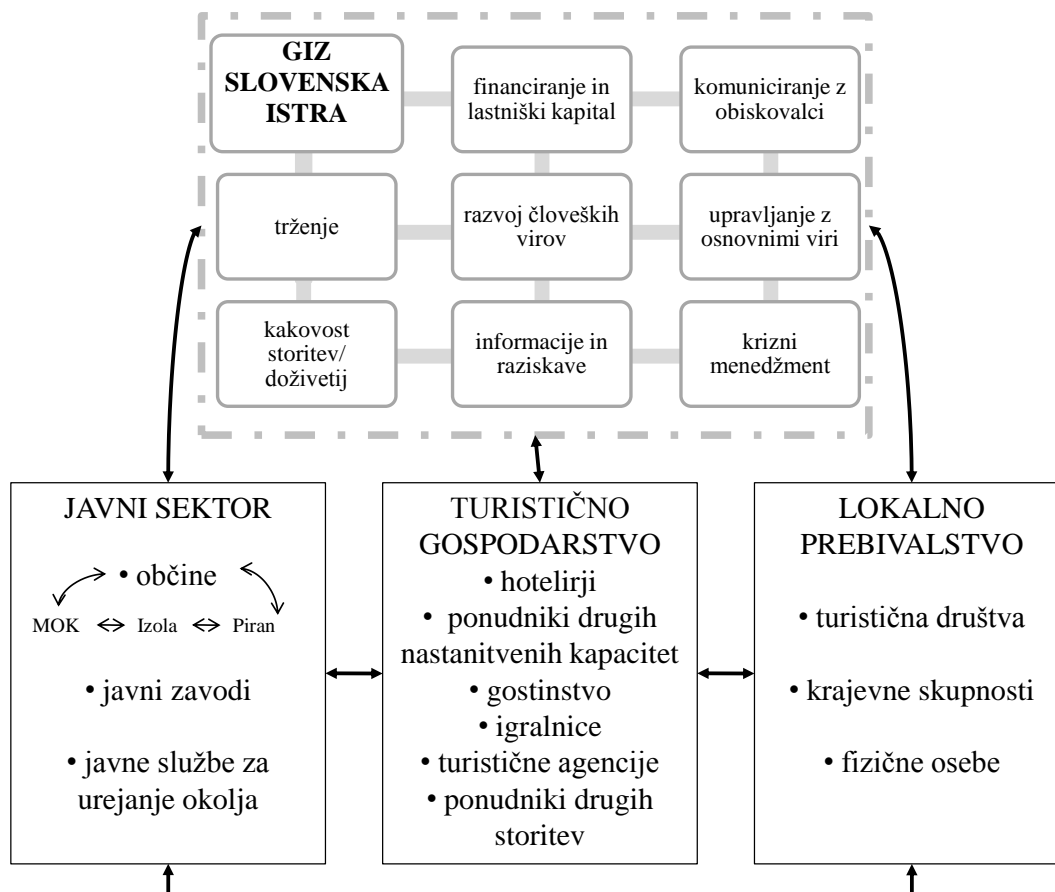 GIZ
SLOVENSKA
ISTRA
financiranje in
lastniški kapital
komuniciranje z
obiskovalci
trženje
razvoj človeških
virov
upravljanje z
osnovnimi viri
kakovost
storitev/
doživetij
informacije in
raziskave
krizni
menedžment
JAVNI SEKTOR
• občine
MOK Izola Piran
• javni zavodi
• javne službe za
urejanje okolja
TURISTIČNO
GOSPODARSTVO
• hotelirji
• ponudniki drugih
nastanitvenih kapacitet
• gostinstvo
• igralnice
• turistične agencije
• ponudniki drugih
storitev
LOKALNO
PREBIVALSTVO
• turistična društva
• krajevne skupnosti
• fizične osebe